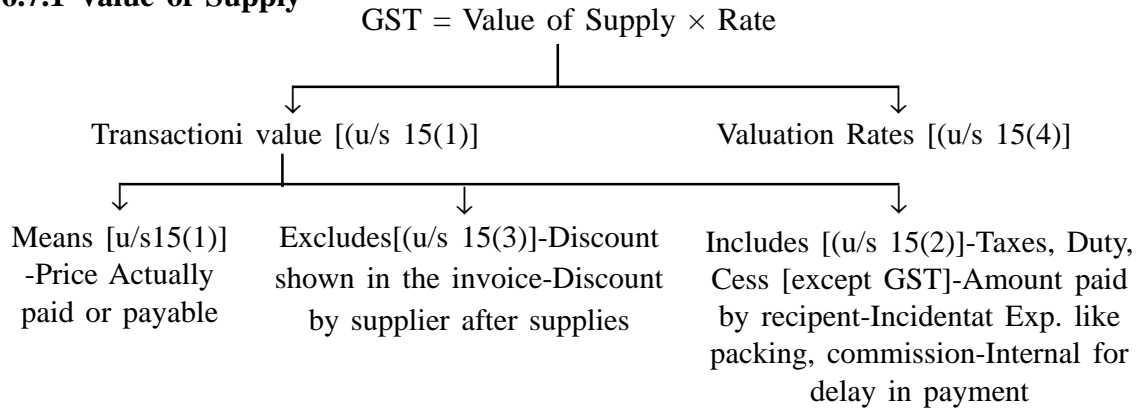 6.7.1 Value of Supply
GST = Value of Supply × Rate
Transactioni value [(u/s 15(1)]
Valuation Rates [(u/s 15(4)]
Means [u/s15(1)]
-Price Actually
paid or payable
Excludes[(u/s 15(3)]-Discount
shown in the invoice-Discount
by supplier after supplies
Includes [(u/s 15(2)]-Taxes, Duty,
Cess [except GST]-Amount paid
by recipent-Incidentat Exp. like
packing, commission-Internal for
delay in payment